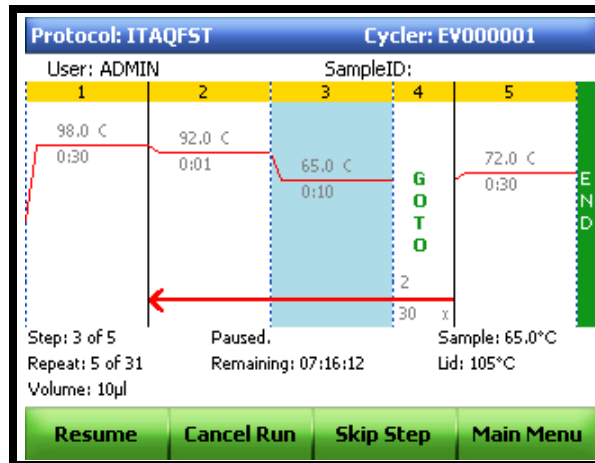 Protocol: ITAQFST Cycler: EV000001
User: ADMIN SampleID:
1 2 3 4 5
98.0 C 92.0 C 65.0 C 72.0 C
0:30 0:01 0:10 0:30
GOTO
END
2
30 x
Step: 3 of 5 Paused. Sample: 65.0°C
Repeat: 5 of 31 Remaining: 07:16:12 Lid: 105°C
Volume: 10µl
Resume Cancel Run Skip Step Main Menu